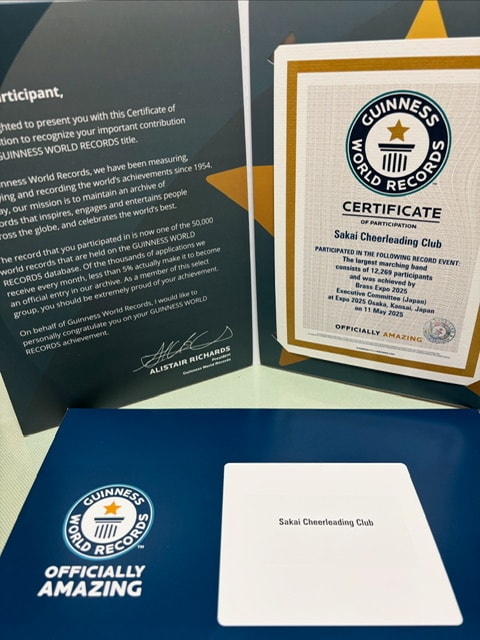 rticipant,
ghted to present you with this Certificate of
tion to recognize your important contribution
GUINNESS WORLD RECORDS title.
nness World Records, we have been measuring,
ing and recording the world's achievements since 1954.
ay, our mission is to maintain an archive of
ords that inspires, engages and entertains people
ross the globe, and celebrates the world's best.
The record that you participated in is now one of the 50,000
world records that are held on the GUINNESS WORLD
RECORDS database. Of the thousands of applications we
receive every month, less than 5% actually make it to become
an official entry in our archive. As a member of this select
group, you should be extremely proud of your achievement.
On behalf of Guinness World Records, I would like to
personally congratulate you on your GUINNESS WORLD
RECORDS achievement.
ALISTAIR RICHARDS
President
Guinness World Records
GUINNESS
WORLD RECORDS
CERTIFICATE
OF PARTICIPATION
Sakai Cheerleading Club
PARTICIPATED IN THE FOLLOWING RECORD EVENT:
The largest marching band
consists of 12,269 participants
and was achieved by
Brass Expo 2025
Executive Committee (Japan)
at Expo 2025 Osaka, Kansai, Japan
on 11 May 2025
OFFICIALLY AMAZING
GUINNESS
WORLD RECORDS
TM
OFFICIALLY
AMAZING
Sakai Cheerleading Club